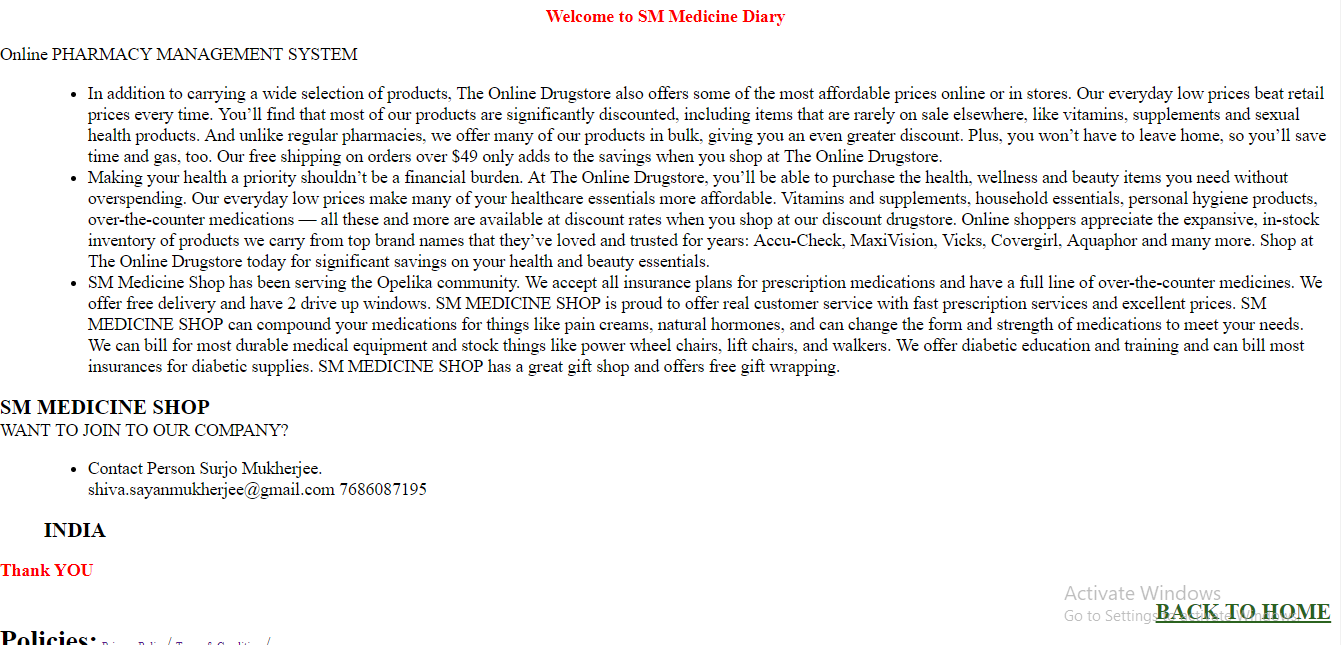 Welcome to SM Medicine Diary
Online PHARMACY MANAGEMENT SYSTEM
• In addition to carrying a wide selection of products, The Online Drugstore also offers some of the most affordable prices online or in stores. Our everyday low prices beat retail
prices every time. You’ll find that most of our products are significantly discounted, including items that are rarely on sale elsewhere, like vitamins, supplements and sexual
health products. And unlike regular pharmacies, we offer many of our products in bulk, giving you an even greater discount. Plus, you won’t have to leave home, so you’ll save
time and gas, too. Our free shipping on orders over $49 only adds to the savings when you shop at The Online Drugstore.
• Making your health a priority shouldn’t be a financial burden. At The Online Drugstore, you’ll be able to purchase the health, wellness and beauty items you need without
overspending. Our everyday low prices make many of your healthcare essentials more affordable. Vitamins and supplements, household essentials, personal hygiene products,
over-the-counter medications — all these and more are available at discount rates when you shop at our discount drugstore. Online shoppers appreciate the expansive, in-stock
inventory of products we carry from top brand names that they’ve loved and trusted for years: Accu-Check, MaxiVision, Vicks, Covergirl, Aquaphor and many more. Shop at
The Online Drugstore today for significant savings on your health and beauty essentials.
• SM Medicine Shop has been serving the Opelika community. We accept all insurance plans for prescription medications and have a full line of over-the-counter medicines. We
offer free delivery and have 2 drive up windows. SM MEDICINE SHOP is proud to offer real customer service with fast prescription services and excellent prices. SM
MEDICINE SHOP can compound your medications for things like pain creams, natural hormones, and can change the form and strength of medications to meet your needs.
We can bill for most durable medical equipment and stock things like power wheel chairs, lift chairs, and walkers. We offer diabetic education and training and can bill most
insurances for diabetic supplies. SM MEDICINE SHOP has a great gift shop and offers free gift wrapping.
SM MEDICINE SHOP
WANT TO JOIN TO OUR COMPANY?
• Contact Person Surjo Mukherjee.
shiva.sayanmukherjee@gmail.com 7686087195
INDIA
Thank YOU
Activate Windows
Go to Settings to activate Windows.
BACK TO HOME
Policies: